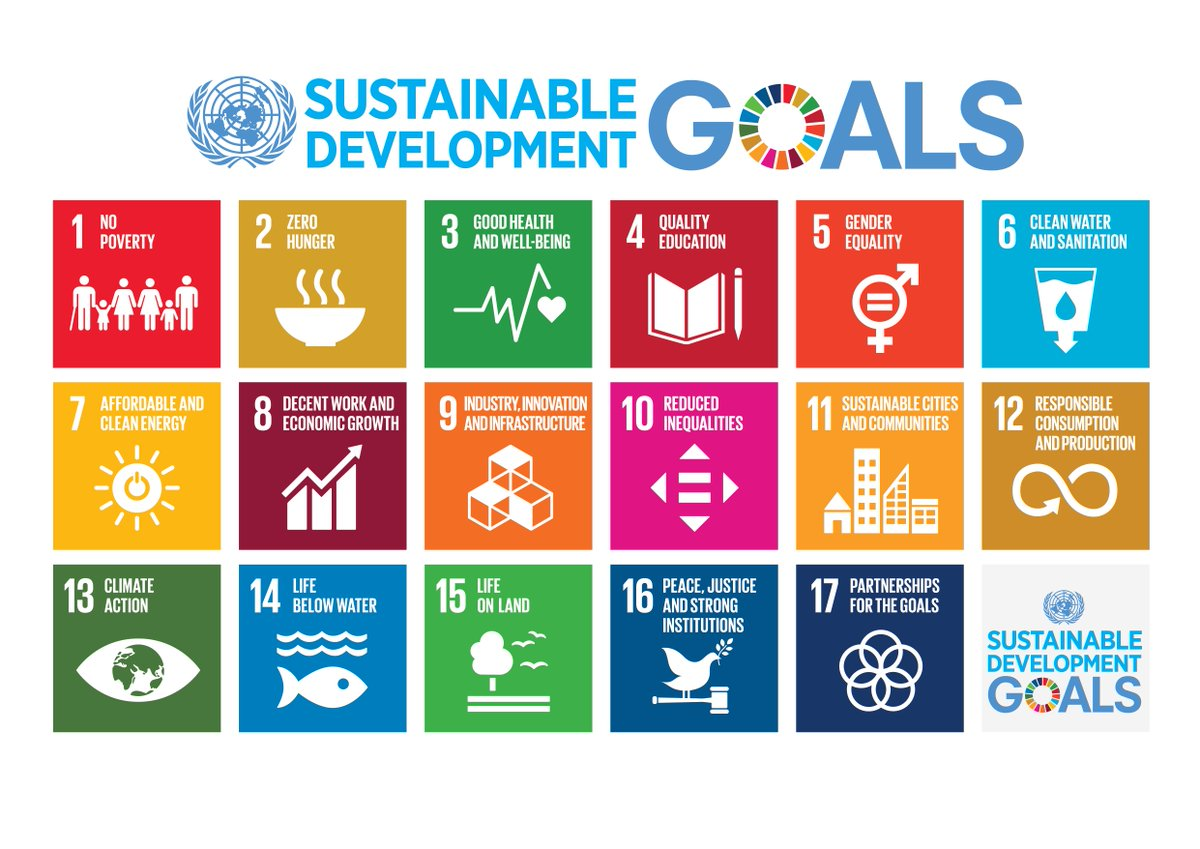 SUSTAINABLE
DEVELOPMENT
GOALS
1 NO
POVERTY
2 ZERO
HUNGER
3 GOOD HEALTH
AND WELL-BEING
4 QUALITY
EDUCATION
5 GENDER
EQUALITY
6 CLEAN WATER
AND SANITATION
7 AFFORDABLE AND
CLEAN ENERGY
8 DECENT WORK AND
ECONOMIC GROWTH
9 INDUSTRY, INNOVATION
AND INFRASTRUCTURE
10 REDUCED
INEQUALITIES
11 SUSTAINABLE CITIES
AND COMMUNITIES
12 RESPONSIBLE
CONSUMPTION
AND PRODUCTION
13 CLIMATE
ACTION
14 LIFE
BELOW WATER
15 LIFE
ON LAND
16 PEACE, JUSTICE
AND STRONG
INSTITUTIONS
17 PARTNERSHIPS
FOR THE GOALS
SUSTAINABLE
DEVELOPMENT
GOALS